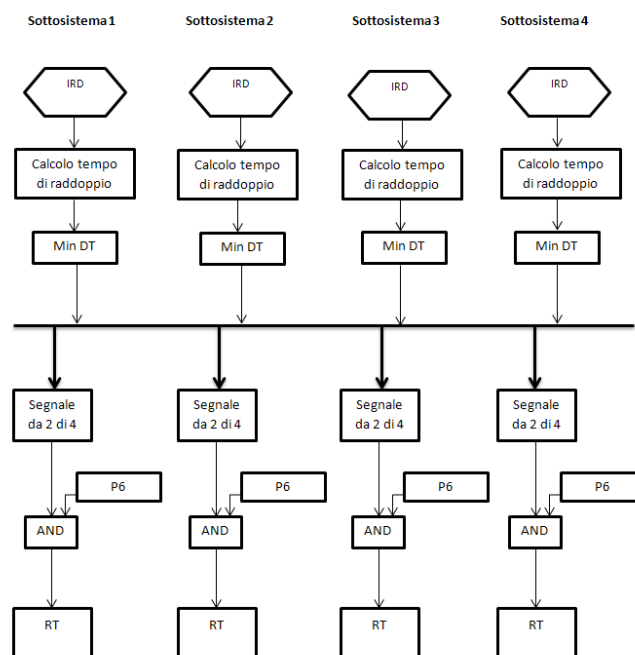 Sottosistema 1 Sottosistema 2 Sottosistema 3 Sottosistema 4
IRD IRD IRD IRD
Calcolo tempo Calcolo tempo Calcolo tempo Calcolo tempo
di raddoppio di raddoppio di raddoppio di raddoppio
Min DT Min DT Min DT Min DT
Segnale Segnale Segnale Segnale
da 2 di 4 da 2 di 4 da 2 di 4 da 2 di 4
P6 P6 P6 P6
AND AND AND AND
RT RT RT RT